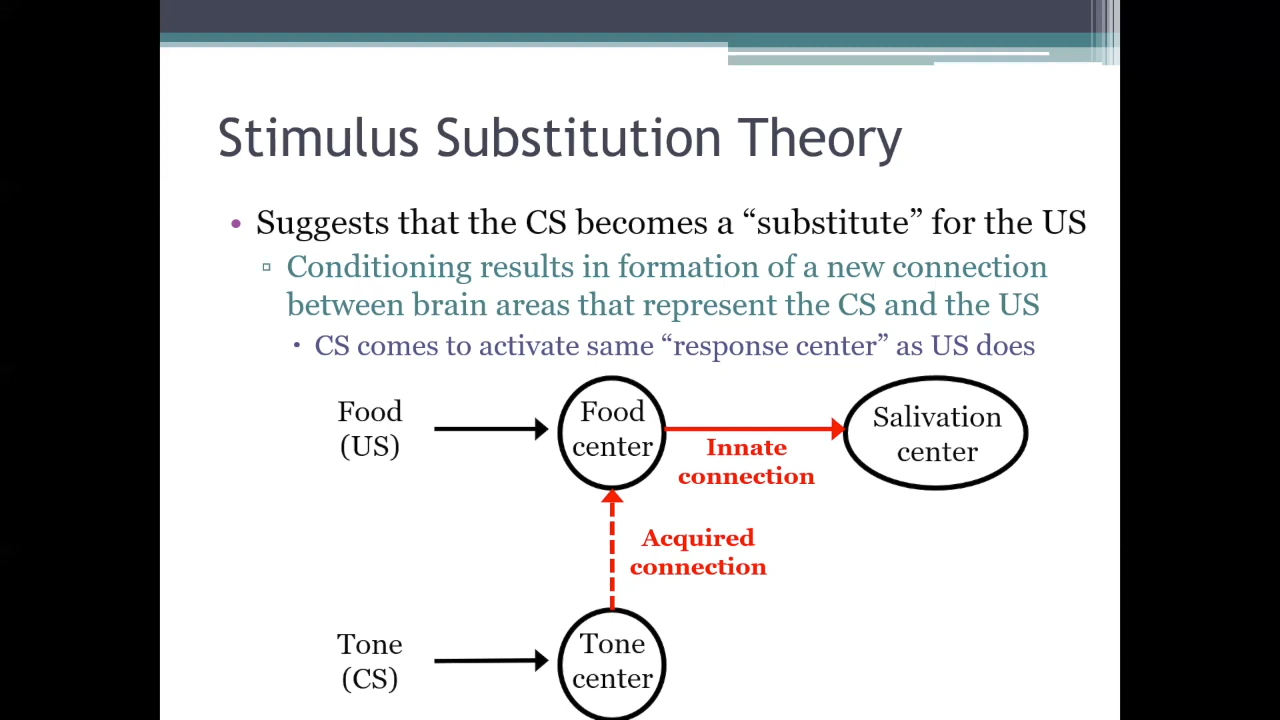 Stimulus Substitution Theory
• Suggests that the CS becomes a “substitute” for the US
▫ Conditioning results in formation of a new connection
between brain areas that represent the CS and the US
• CS comes to activate same “response center” as US does
Food
(US)
Food
center
Innate
connection
Salivation
center
Acquired
connection
Tone
(CS)
Tone
center